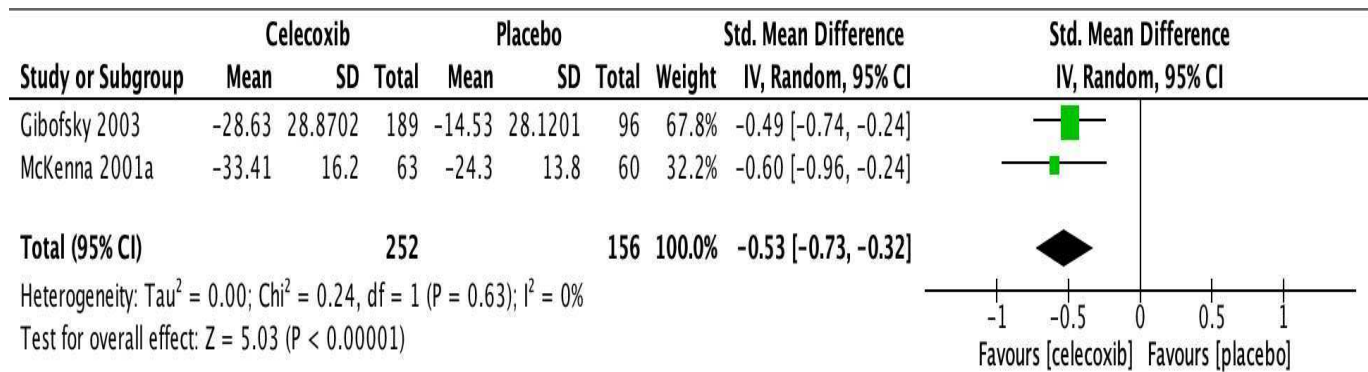 Celecoxib Placebo Std. Mean Difference Std. Mean Difference
Study or Subgroup Mean SD Total Mean SD Total Weight IV, Random, 95% CI IV, Random, 95% CI
Gibofsky 2003 −28.63 28.8702 189 −14.53 28.1201 96 67.8% −0.49 [−0.74, −0.24]
McKenna 2001a −33.41 16.2 63 −24.3 13.8 60 32.2% −0.60 [−0.96, −0.24]
Total (95% CI) 252 156 100.0% −0.53 [−0.73, −0.32]
Heterogeneity: Tau² = 0.00; Chi² = 0.24, df = 1 (P = 0.63); I² = 0%
Test for overall effect: Z = 5.03 (P < 0.00001)
−1 −0.5 0 0.5 1
Favours [celecoxib] Favours [placebo]